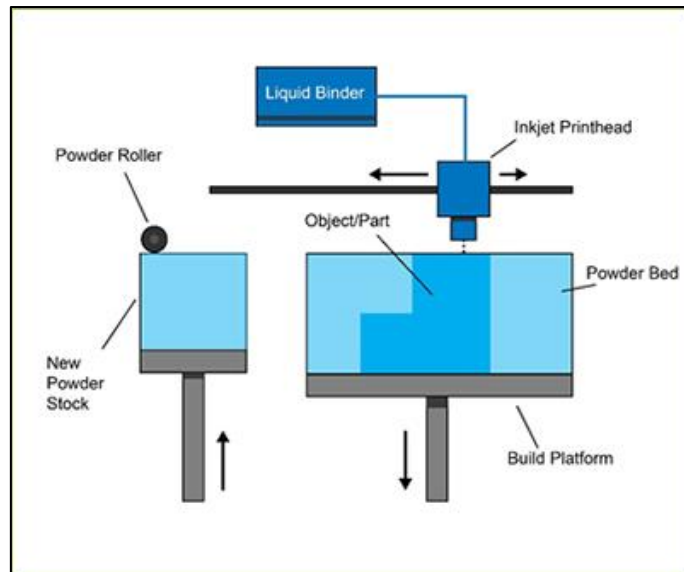 Liquid Binder
Inkjet Printhead
Powder Roller
Object/Part
Powder Bed
New
Powder
Stock
Build Platform